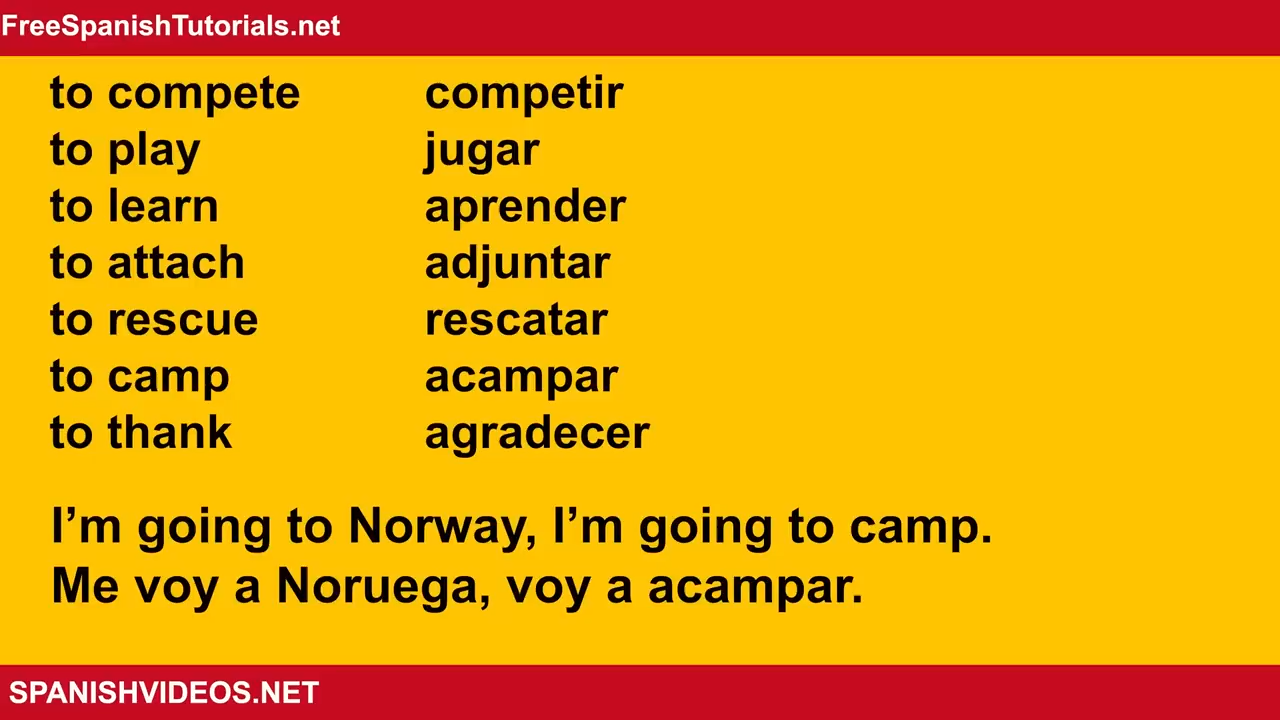 FreeSpanishTutorials.net
to compete competir
to play jugar
to learn aprender
to attach adjuntar
to rescue rescatar
to camp acampar
to thank agradecer
I’m going to Norway, I’m going to camp.
Me voy a Noruega, voy a acampar.
SPANISHVIDEOS.NET